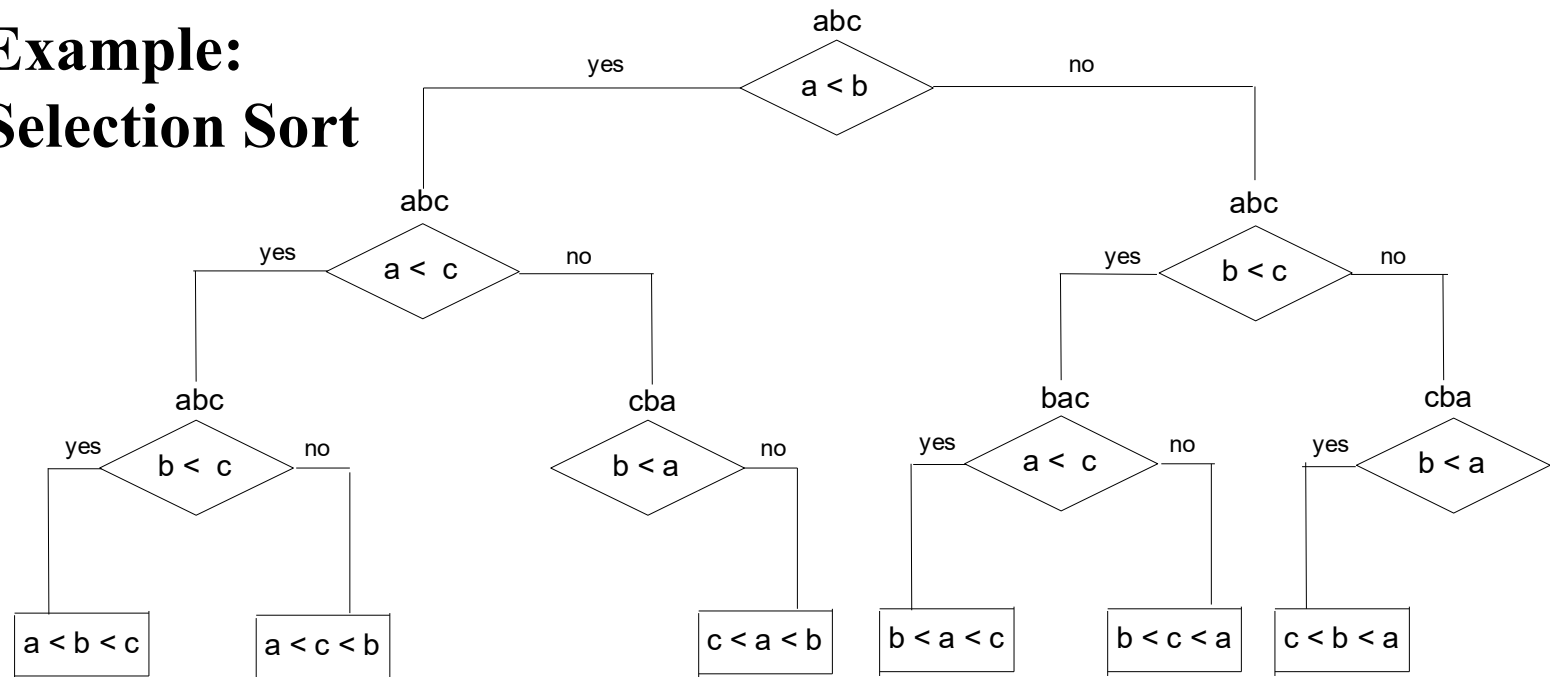 Example:
Selection Sort
abc
yes
a < b
no
abc
yes
a < c
no
abc
yes
b < c
no
abc
yes
b < c
no
cba
b < a
no
bac
yes
a < c
no
cba
yes
b < a
a < b < c
a < c < b
c < a < b
b < a < c
b < c < a
c < b < a